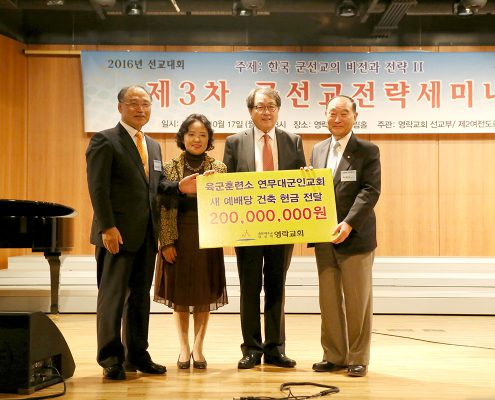 2016년 선교대회
주제: 한국 군선교의 비전과 전략 II
제3차 군선교전략세미나
0월 17일 장소: 주관: 영락교회 선교부/ 제2여전도
육군훈련소 연무대군인교회
새 예배당 건축 헌금 전달
200,000,000원
영락교회